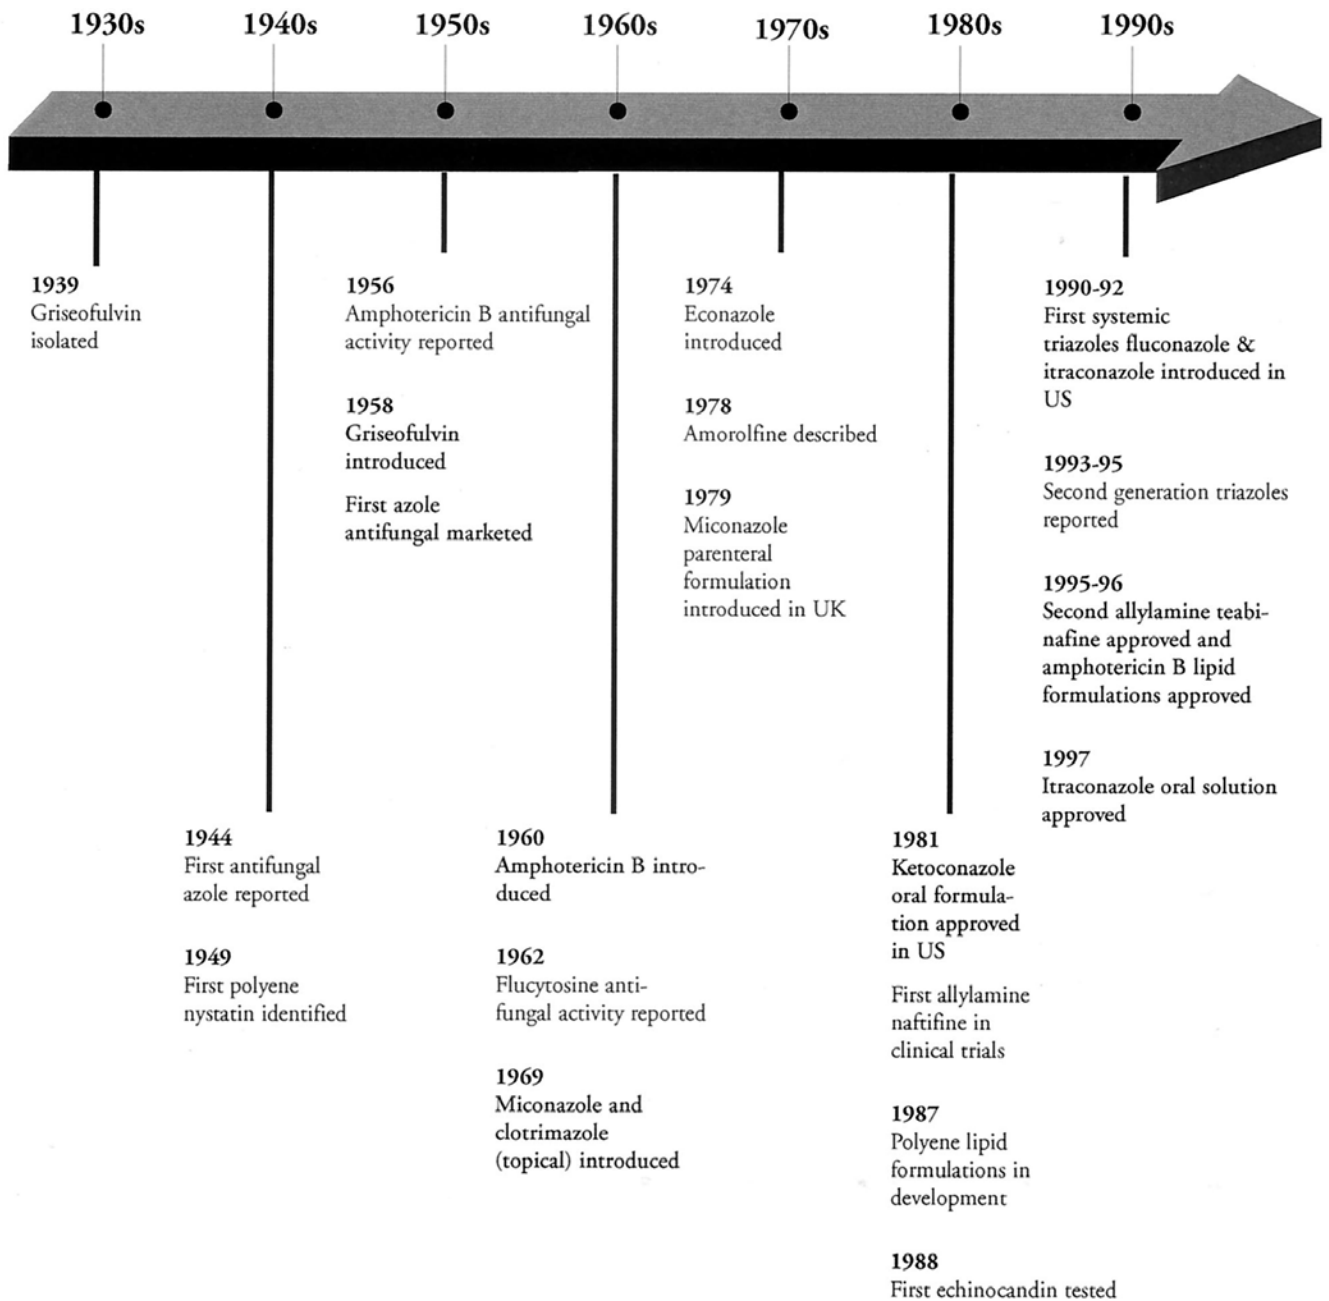 1930s
1940s
1950s
1960s
1970s
1980s
1990s
1939
Griseofulvin
isolated
1944
First antifungal
azole reported
1949
First polyene
nystatin identified
1956
Amphotericin B antifungal
activity reported
1958
Griseofulvin
introduced
First azole
antifungal marketed
1960
Amphotericin B intro-
duced
1962
Flucytosine anti-
fungal activity reported
1969
Miconazole and
clotrimazole
(topical) introduced
1974
Econazole
introduced
1978
Amorolfine described
1979
Miconazole
parenteral
formulation
introduced in UK
1981
Ketoconazole
oral formula-
tion approved
in US
First allylamine
naftifine in
clinical trials
1987
Polyene lipid
formulations in
development
1988
First echinocandin tested
1990-92
First systemic
triazoles fluconazole &
itraconazole introduced in
US
1993-95
Second generation triazoles
reported
1995-96
Second allylamine teabi-
nafine approved and
amphotericin B lipid
formulations approved
1997
Itraconazole oral solution
approved